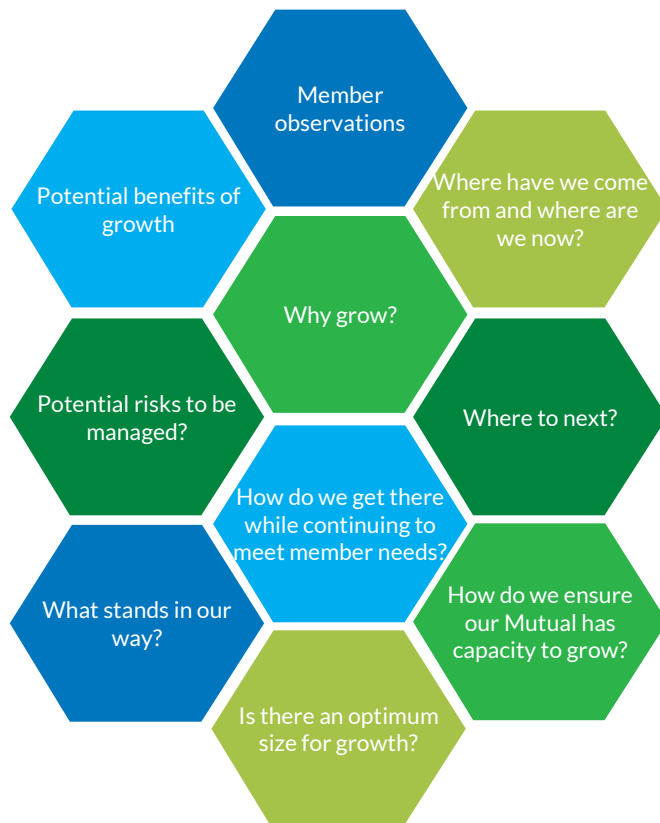 Member
observations
Potential benefits of
growth
Where have we come
from and where are
we now?
Why grow?
Potential risks to be
managed?
Where to next?
How do we get there
while continuing to
meet member needs?
What stands in our
way?
How do we ensure
our Mutual has
capacity to grow?
Is there an optimum
size for growth?